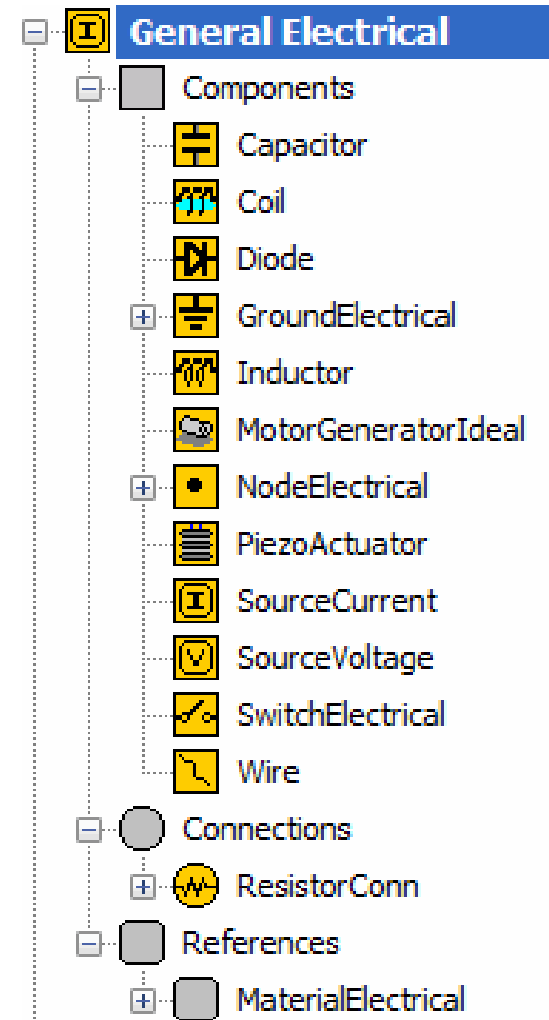 General Electrical
Components
Capacitor
Coil
Diode
GroundElectrical
Inductor
MotorGeneratorIdeal
NodeElectrical
PiezoActuator
SourceCurrent
SourceVoltage
SwitchElectrical
Wire
Connections
ResistorConn
References
MaterialElectrical